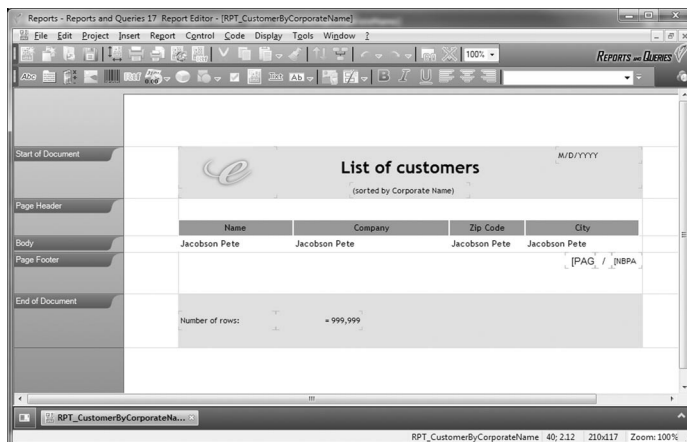 Reports - Reports and Queries 17 Report Editor - [RPT_CustomerByCorporateName]
File Edit Project Insert Report Control Code Display Tools Window ?
100%
REPORTS AND QUERIES
Abc
Start of Document
List of customers
M/D/YYYY
(sorted by Corporate Name)
Page Header
Name Company Zip Code City
Body
Jacobson Pete Jacobson Pete Jacobson Pete Jacobson Pete
Page Footer
[PAG / [NBPA
End of Document
Number of rows: = 999,999
RPT_CustomerByCorporateNa...
RPT_CustomerByCorporateName 40; 2.12 210x117 Zoom: 100%